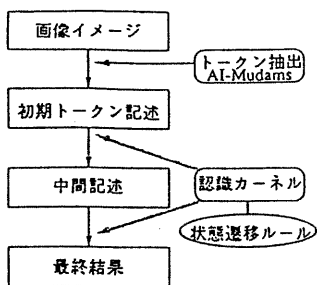 画像イメージ
トークン抽出
AI-Mudams
初期トークン記述
中間記述
認識カーネル
状態遷移ルール
最終結果